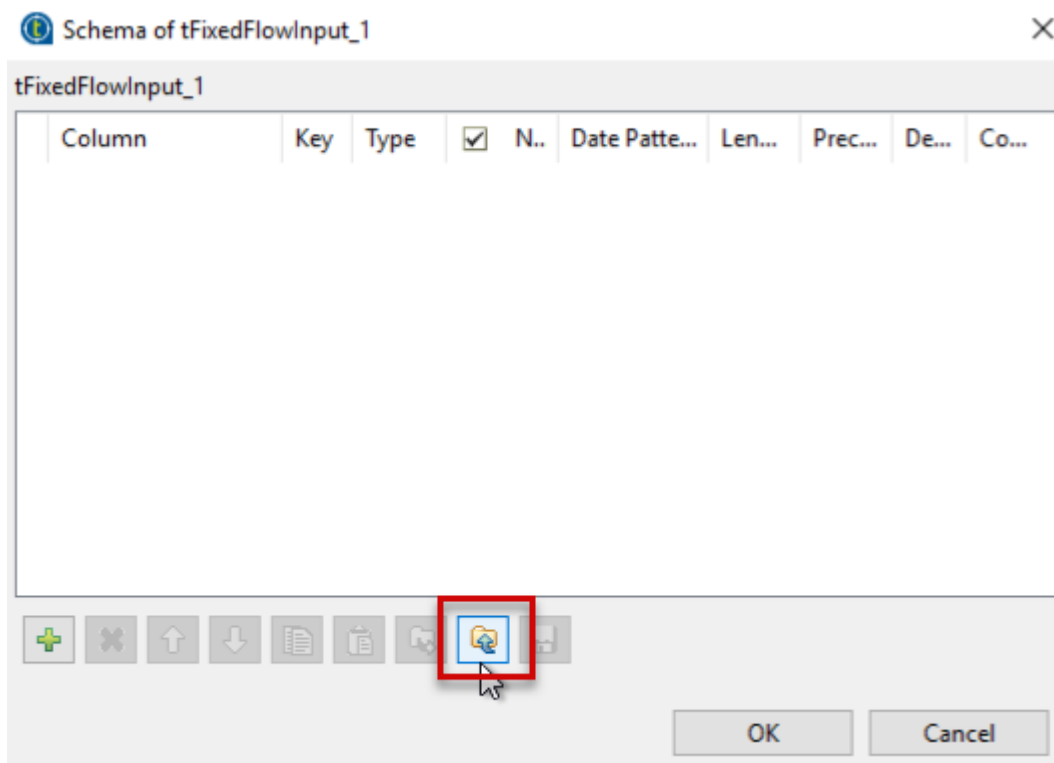 Schema of tFixedFlowInput_1
tFixedFlowInput_1
Column Key Type N.. Date Patte... Len... Prec... De... Co...
OK Cancel